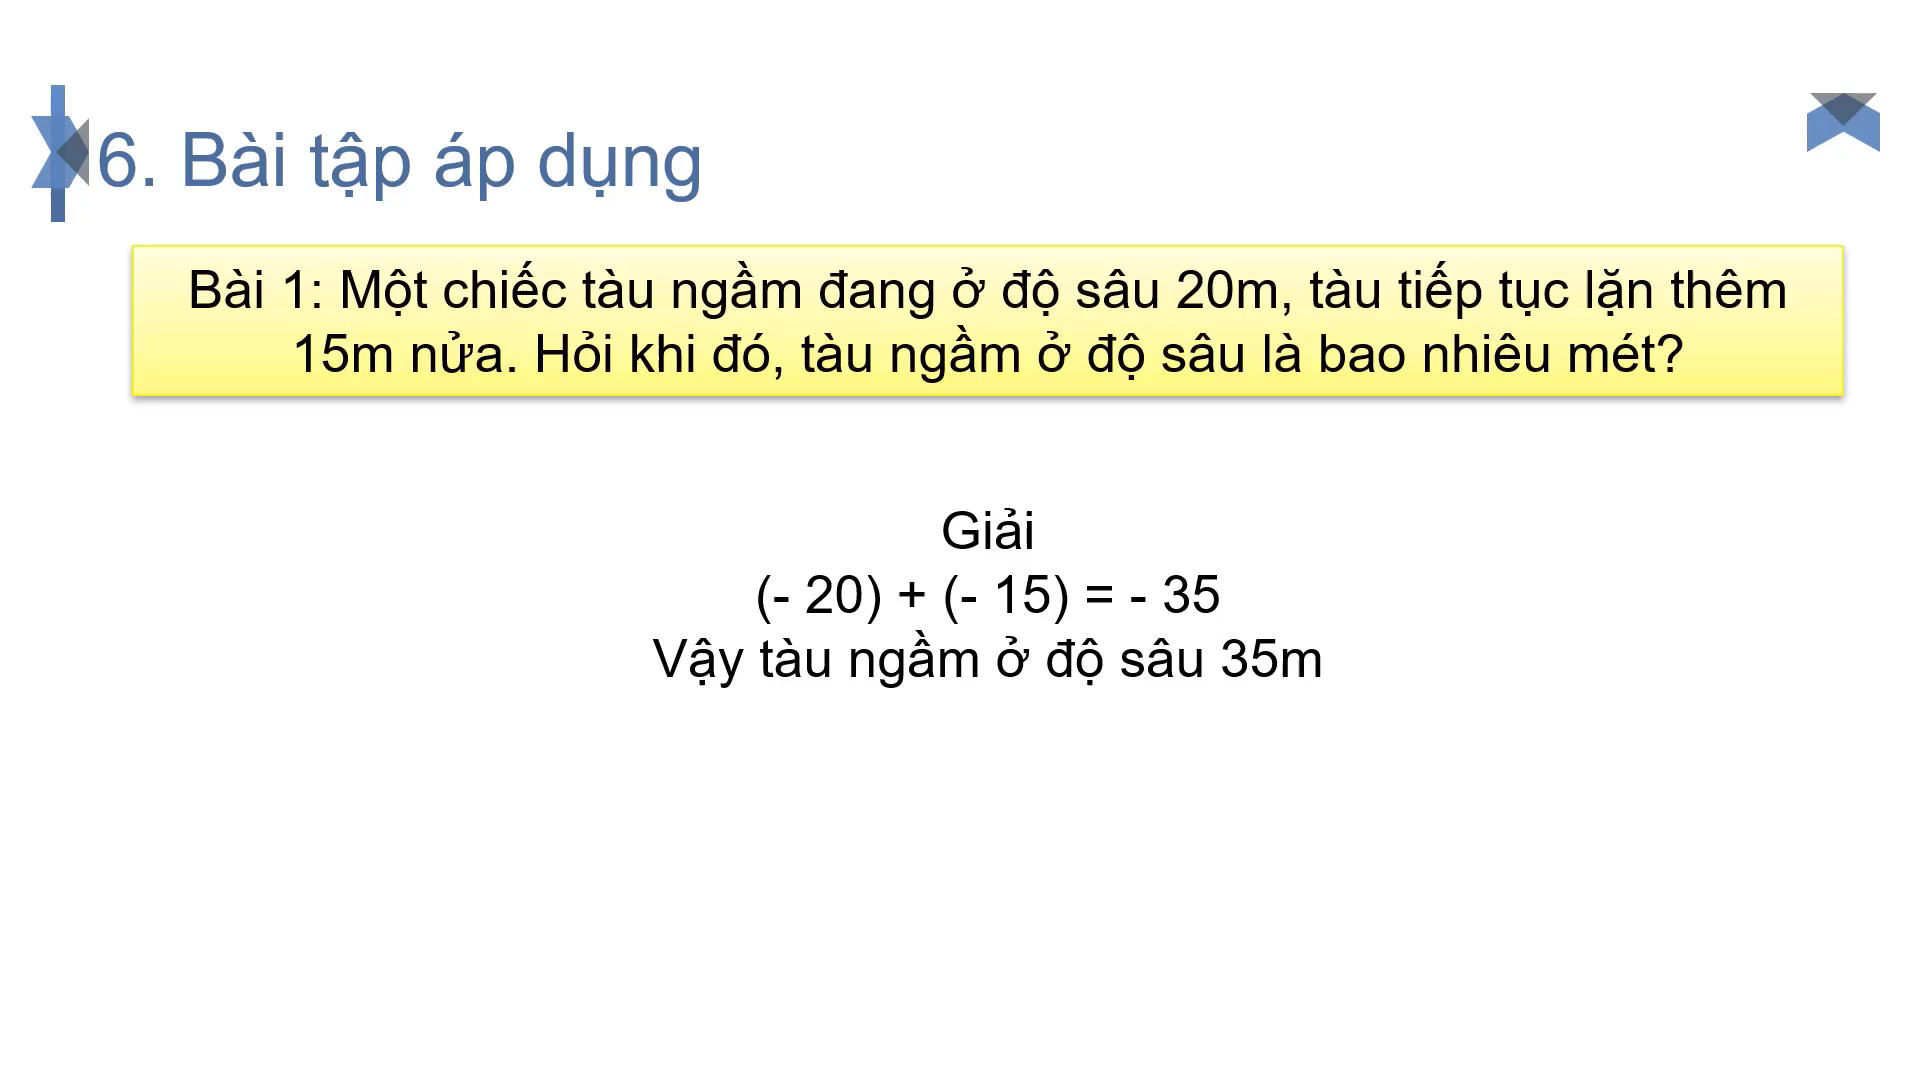 6. Bài tập áp dụng
Bài 1: Một chiếc tàu ngầm đang ở độ sâu 20m, tàu tiếp tục lặn thêm
15m nửa. Hỏi khi đó, tàu ngầm ở độ sâu là bao nhiêu mét?
Giải
(- 20) + (- 15) = - 35
Vậy tàu ngầm ở độ sâu 35m